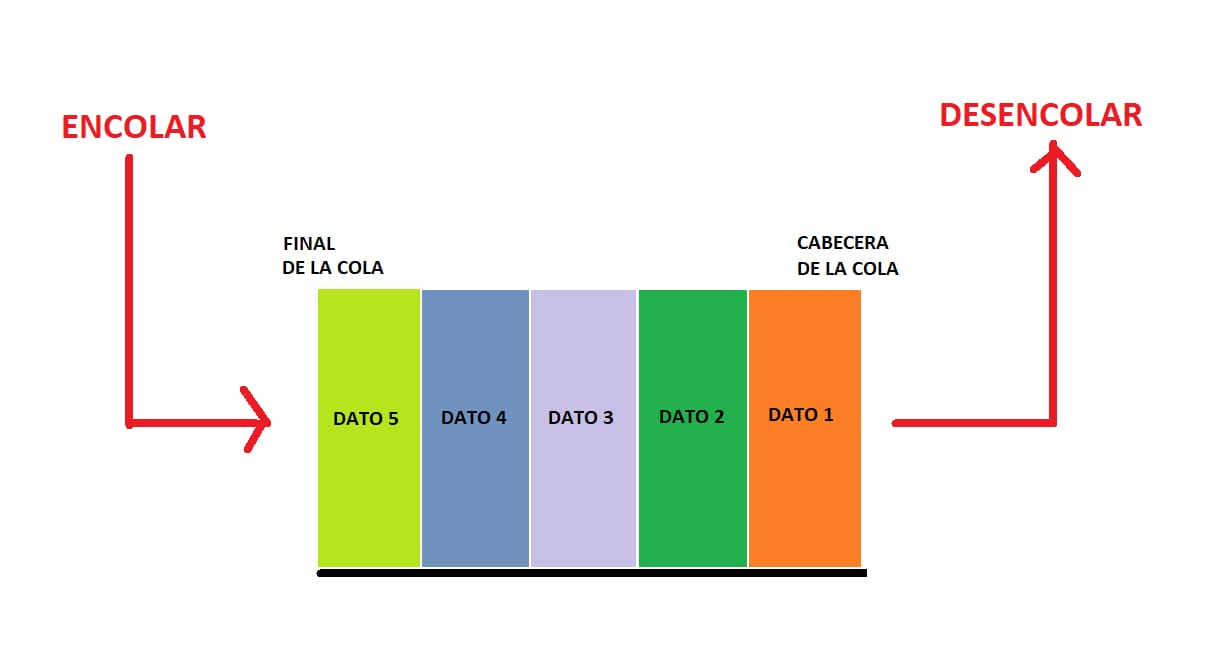 ENCOLAR
DESENCOLAR
FINAL
DE LA COLA
CABECERA
DE LA COLA
DATO 5
DATO 4
DATO 3
DATO 2
DATO 1